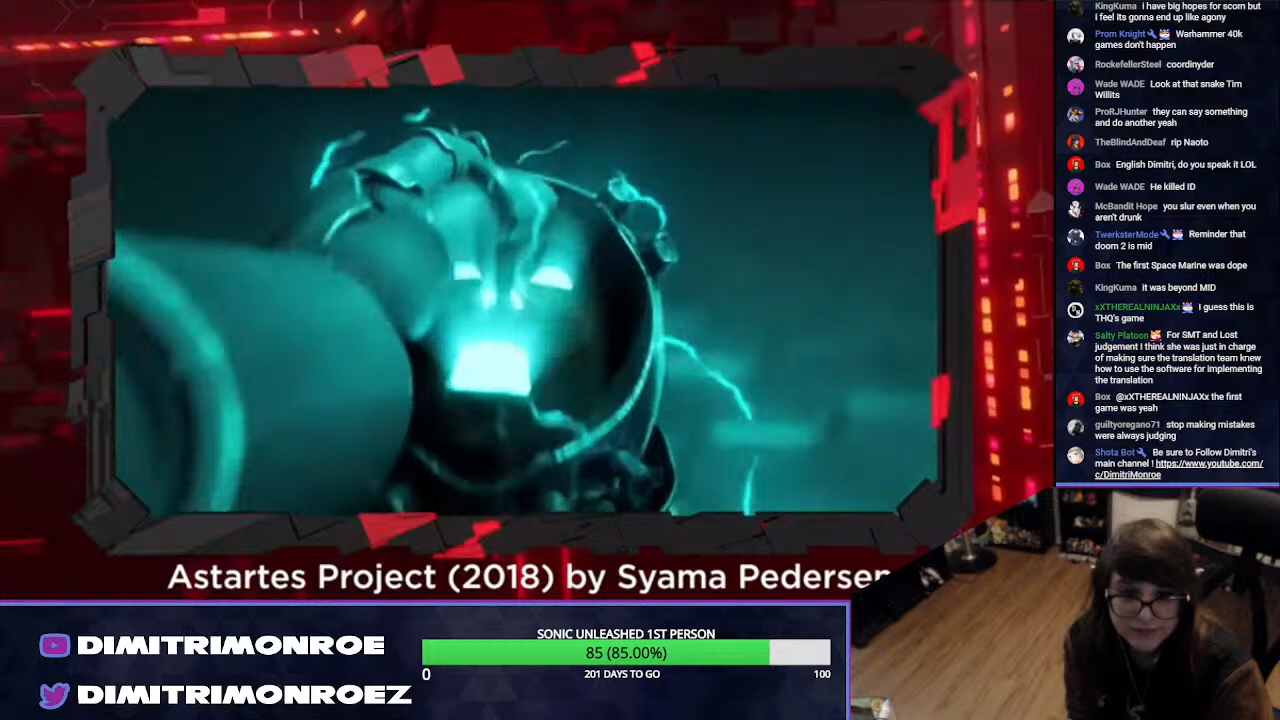 KingKuma i have big hopes for scorn but
i feel Its gonna end up like agony
Prom Knight Warhammer 40k
games don't happen
RockefellerSteel coordinyder
Wade WADE Look at that snake Tim
Willits
ProRJHunter they can say something
and do another yeah
TheBlindAndDeaf rip Naoto
Box English Dimitri, do you speak it LOL
Wade WADE He killed ID
McBandit Hope you slur even when you
aren't drunk
TwerksterMode Reminder that
doom 2 is mid
Box The first Space Marine was dope
KingKuma it was beyond MID
xXTHEREALNINJAXx I guess this is
THQ's game
Salty Platoon For SMT and Lost
judgement I think she was just in charge
of making sure the translation team knew
how to use the software for implementing
the translation
Box @xXTHEREALNINJAXx the first
game was yeah
guiltyoregano71 stop making mistakes
were always judging
Shota Bot Be sure to Follow Dimitri's
main channel ! https://www.youtube.com/
c/DimitriMonroe
Astartes Project (2018) by Syama Pedersen
DIMITRIMONROE
DIMITRIMONROEZ
SONIC UNLEASHED 1ST PERSON
85 (85.00%)
0 201 DAYS TO GO 100